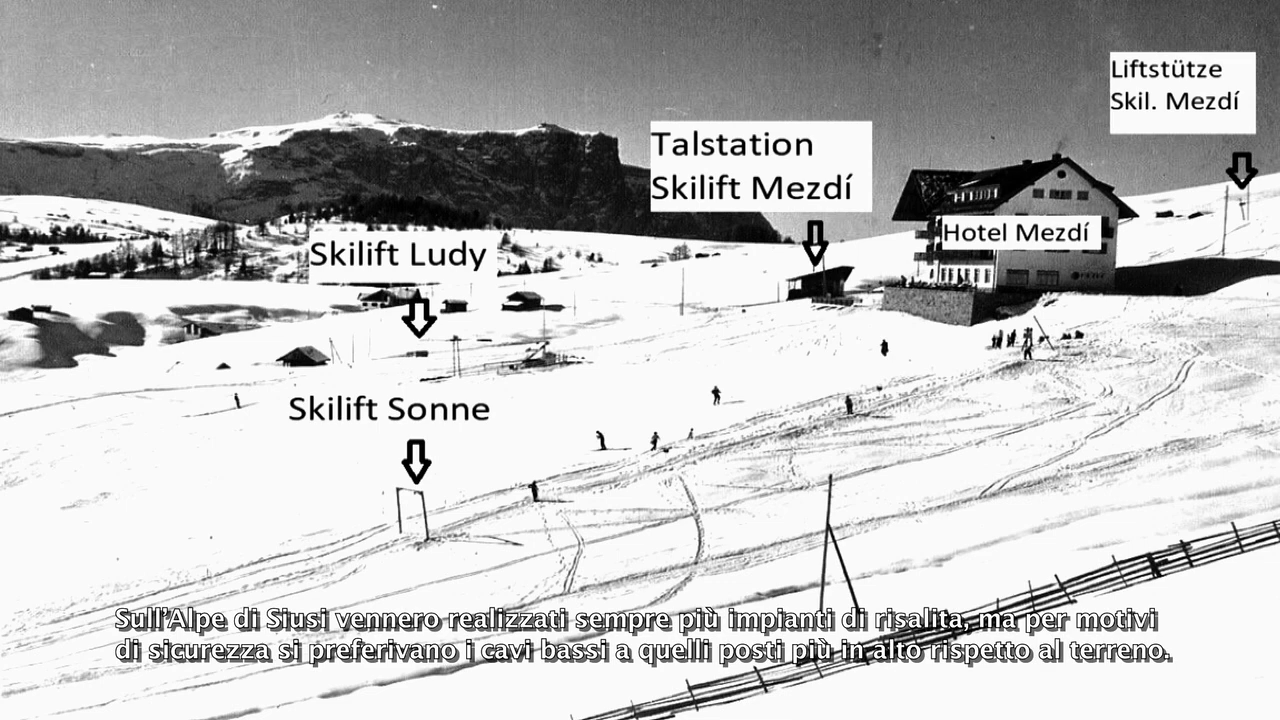 Liftstütze
Skil. Mezdí
Talstation
Skilift Mezdí
Hotel Mezdí
Skilift Ludy
Skilift Sonne
Sull'Alpe di Siusi vennero realizzati sempre più impianti di risalita, ma per motivi
di sicurezza si preferivano i cavi bassi a quelli posti più in alto rispetto al terreno.